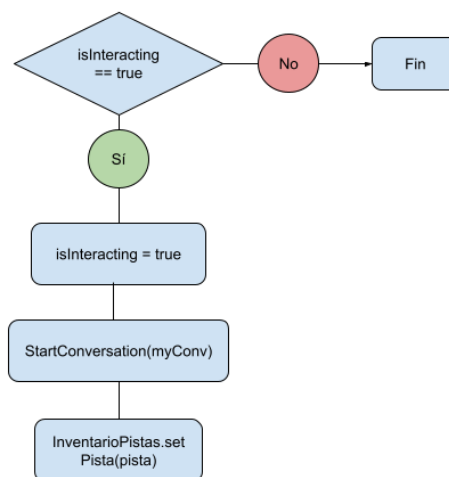 isInteracting
== true
No
Fin
Sí
isInteracting = true
StartConversation(myConv)
InventarioPistas.set
Pista(pista)